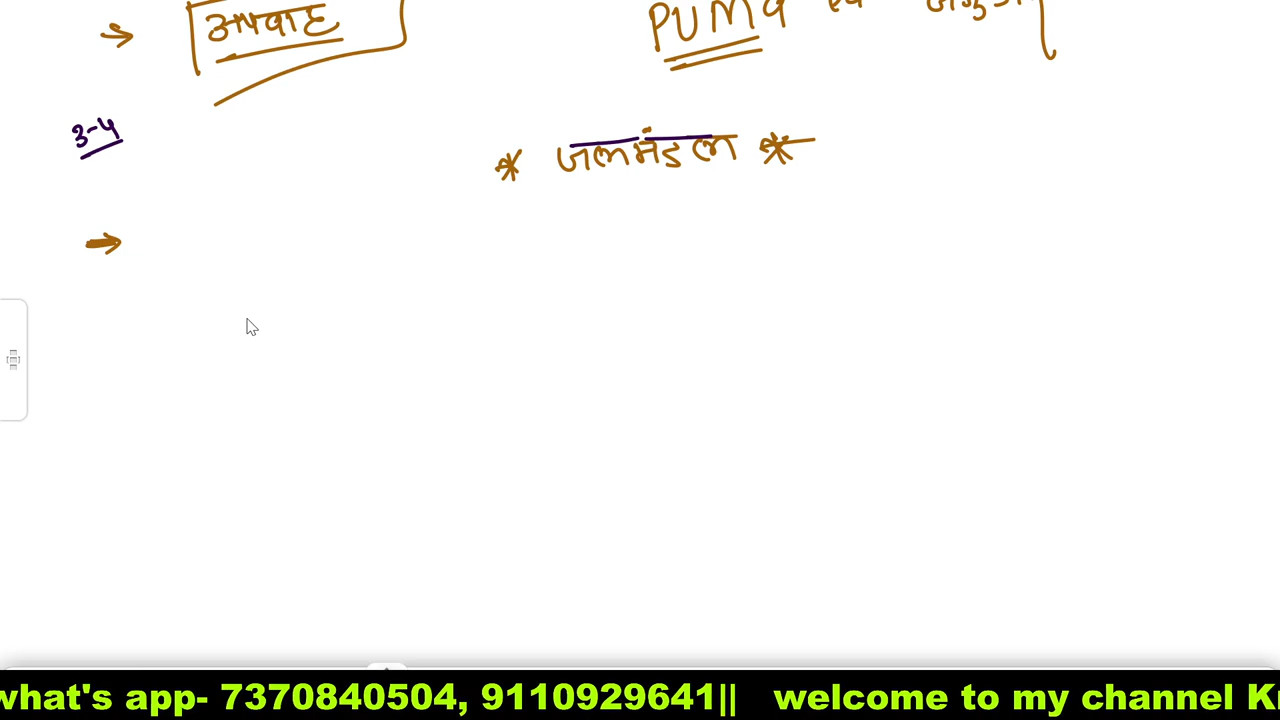 → अपवाह PUMA
3-4
* जलमंडल *
→
what's app- 7370840504, 9110929641|| welcome to my channel K